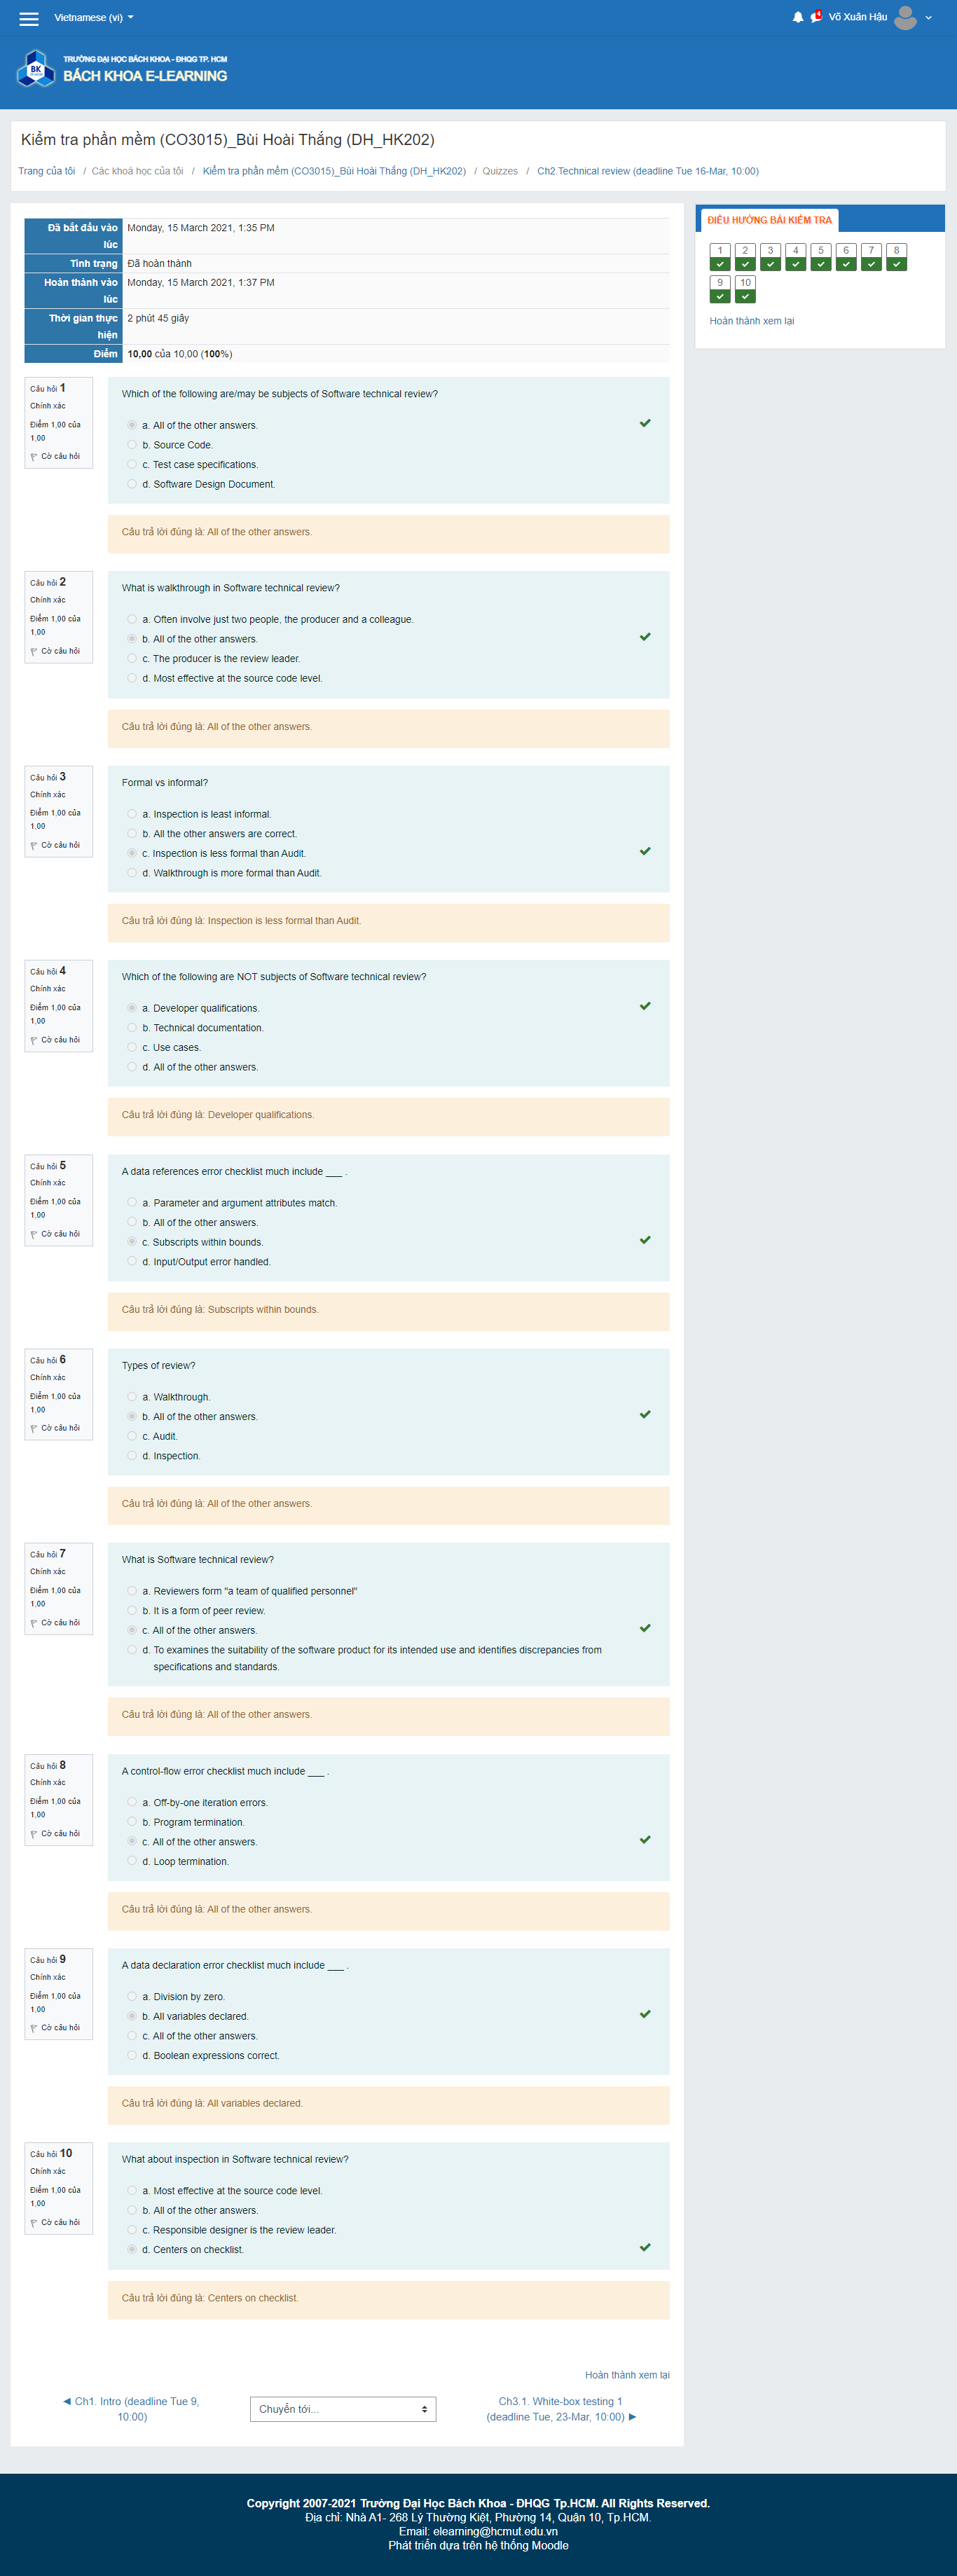 Vietnamese (vi)
4
Võ Xuân Hậu
BK
TRƯỜNG ĐẠI HỌC BÁCH KHOA - ĐHQG TP. HCM
BÁCH KHOA E-LEARNING
Kiểm tra phần mềm (CO3015)_Bùi Hoài Thắng (DH_HK202)
Trang của tôi / Các khoá học của tôi / Kiểm tra phần mềm (CO3015)_Bùi Hoài Thắng (DH_HK202) / Quizzes / Ch2.Technical review (deadline Tue 16-Mar, 10:00)
Đã bắt đầu vào lúc Monday, 15 March 2021, 1:35 PM
Tình trạng Đã hoàn thành
Hoàn thành vào lúc Monday, 15 March 2021, 1:37 PM
Thời gian thực hiện 2 phút 45 giây
Điểm 10,00 của 10,00 (100%)
ĐIỀU HƯỚNG BÀI KIỂM TRA
1 2 3 4 5 6 7 8
9 10
Hoàn thành xem lại
Câu hỏi 1
Chính xác
Điểm 1,00 của
1,00
Cờ câu hỏi
Which of the following are/may be subjects of Software technical review?
a. All of the other answers.
b. Source Code.
c. Test case specifications.
d. Software Design Document.
Câu trả lời đúng là: All of the other answers.
Câu hỏi 2
Chính xác
Điểm 1,00 của
1,00
Cờ câu hỏi
What is walkthrough in Software technical review?
a. Often involve just two people, the producer and a colleague.
b. All of the other answers.
c. The producer is the review leader.
d. Most effective at the source code level.
Câu trả lời đúng là: All of the other answers.
Câu hỏi 3
Chính xác
Điểm 1,00 của
1,00
Cờ câu hỏi
Formal vs informal?
a. Inspection is least informal.
b. All the other answers are correct.
c. Inspection is less formal than Audit.
d. Walkthrough is more formal than Audit.
Câu trả lời đúng là: Inspection is less formal than Audit.
Câu hỏi 4
Chính xác
Điểm 1,00 của
1,00
Cờ câu hỏi
Which of the following are NOT subjects of Software technical review?
a. Developer qualifications.
b. Technical documentation.
c. Use cases.
d. All of the other answers.
Câu trả lời đúng là: Developer qualifications.
Câu hỏi 5
Chính xác
Điểm 1,00 của
1,00
Cờ câu hỏi
A data references error checklist much include ___ .
a. Parameter and argument attributes match.
b. All of the other answers.
c. Subscripts within bounds.
d. Input/Output error handled.
Câu trả lời đúng là: Subscripts within bounds.
Câu hỏi 6
Chính xác
Điểm 1,00 của
1,00
Cờ câu hỏi
Types of review?
a. Walkthrough.
b. All of the other answers.
c. Audit.
d. Inspection.
Câu trả lời đúng là: All of the other answers.
Câu hỏi 7
Chính xác
Điểm 1,00 của
1,00
Cờ câu hỏi
What is Software technical review?
a. Reviewers form "a team of qualified personnel"
b. It is a form of peer review.
c. All of the other answers.
d. To examines the suitability of the software product for its intended use and identifies discrepancies from
specifications and standards.
Câu trả lời đúng là: All of the other answers.
Câu hỏi 8
Chính xác
Điểm 1,00 của
1,00
Cờ câu hỏi
A control-flow error checklist much include ___ .
a. Off-by-one iteration errors.
b. Program termination.
c. All of the other answers.
d. Loop termination.
Câu trả lời đúng là: All of the other answers.
Câu hỏi 9
Chính xác
Điểm 1,00 của
1,00
Cờ câu hỏi
A data declaration error checklist much include ___ .
a. Division by zero.
b. All variables declared.
c. All of the other answers.
d. Boolean expressions correct.
Câu trả lời đúng là: All variables declared.
Câu hỏi 10
Chính xác
Điểm 1,00 của
1,00
Cờ câu hỏi
What about inspection in Software technical review?
a. Most effective at the source code level.
b. All of the other answers.
c. Responsible designer is the review leader.
d. Centers on checklist.
Câu trả lời đúng là: Centers on checklist.
Hoàn thành xem lại
◄ Ch1. Intro (deadline Tue 9,
10:00)
Chuyển tới...
Ch3.1. White-box testing 1
(deadline Tue, 23-Mar, 10:00) ►
Copyright 2007-2021 Trường Đại Học Bách Khoa - ĐHQG Tp.HCM. All Rights Reserved.
Địa chỉ: Nhà A1- 268 Lý Thường Kiệt, Phường 14, Quận 10, Tp.HCM.
Email: elearning@hcmut.edu.vn
Phát triển dựa trên hệ thống Moodle